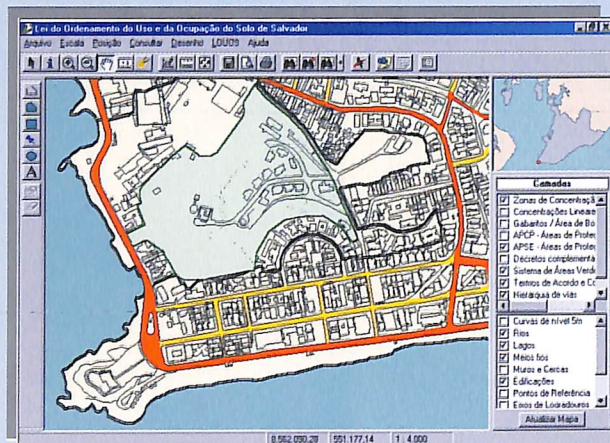 Lei do Ordenamento do Uso e da Ocupação do Solo de Salvador
Arquivo Escala Posição Consultar Desenho LOUOS Ajuda
Camadas
Zonas de Concentraçã
Concentrações Lineare
Gabaritos / Área de Bo
APCP - Áreas de Protec
APSE - Áreas de Protec
Decretos complementa
Sistema de Áreas Verde
Termos de Acordo e Co
Hierarquia de vias
Curvas de nível 5m
Rios
Lagos
Meios fios
Muros e Cercas
Edificações
Pontos de Referência
Eixos de Logradouros
Atualizar Mapa
8.562.090,28 551.177,14 1 : 4.000